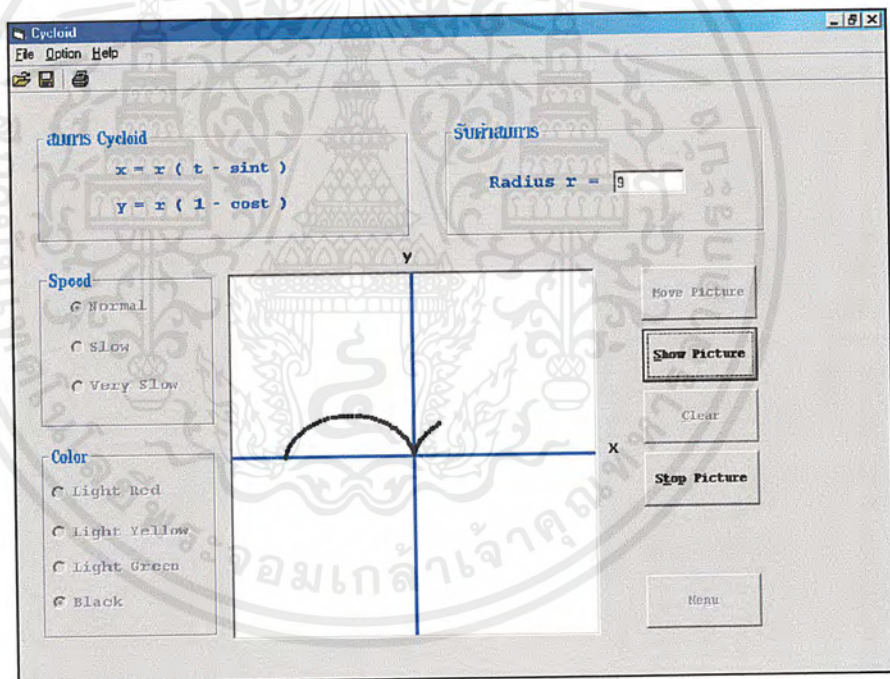 Cycloid
File Option Help
สมการ Cycloid
x = r ( t - sint )
y = r ( 1 - cost )
รับค่าสมการ
Radius r = 9
Speed
Normal
Slow
Very Slow
Color
Light Red
Light Yellow
Light Green
Black
y
x
Move Picture
Show Picture
Clear
Stop Picture
Menu